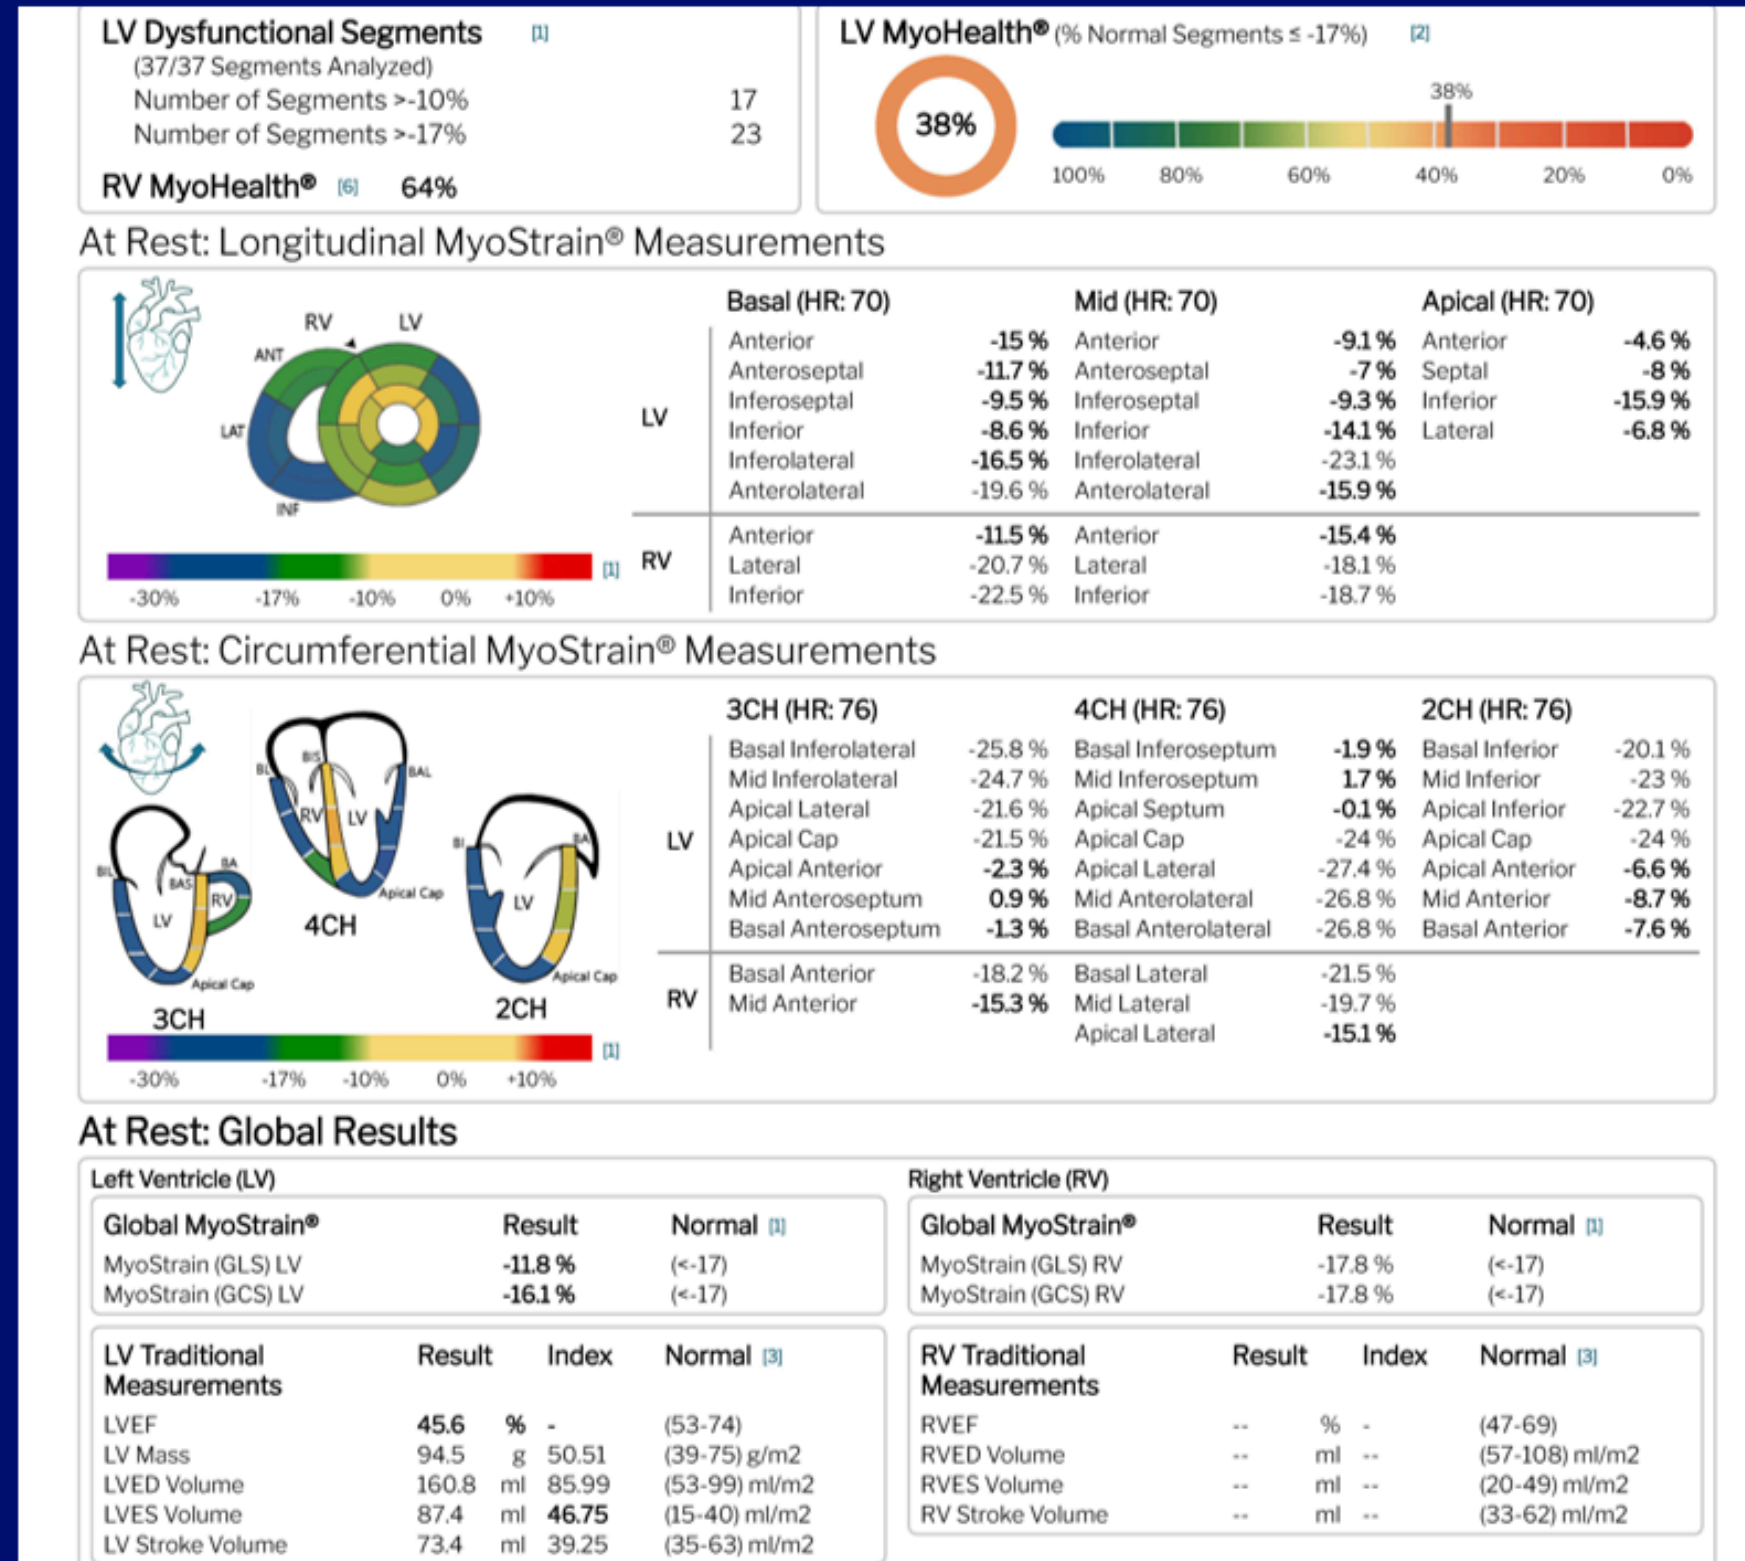 LV Dysfunctional Segments [1]
(37/37 Segments Analyzed)
Number of Segments >-10% 17
Number of Segments >-17% 23
RV MyoHealth® [6] 64%
LV MyoHealth® (% Normal Segments ≤ -17%) [2]
38%
38%
100% 80% 60% 40% 20% 0%
At Rest: Longitudinal MyoStrain® Measurements
RV LV
ANT
LAT
INF
-30% -17% -10% 0% +10% [1]
Basal (HR: 70) Mid (HR: 70) Apical (HR: 70)
LV
Anterior -15 % Anterior -9.1 % Anterior -4.6 %
Anteroseptal -11.7 % Anteroseptal -7 % Septal -8 %
Inferoseptal -9.5 % Inferoseptal -9.3 % Inferior -15.9 %
Inferior -8.6 % Inferior -14.1 % Lateral -6.8 %
Inferolateral -16.5 % Inferolateral -23.1 %
Anterolateral -19.6 % Anterolateral -15.9 %
RV
Anterior -11.5 % Anterior -15.4 %
Lateral -20.7 % Lateral -18.1 %
Inferior -22.5 % Inferior -18.7 %
At Rest: Circumferential MyoStrain® Measurements
BL BIS BAL
RV LV
Apical Cap
4CH
BIL BAS BA
LV RV
Apical Cap
3CH
BI BA
LV
Apical Cap
2CH
-30% -17% -10% 0% +10% [1]
3CH (HR: 76) 4CH (HR: 76) 2CH (HR: 76)
LV
Basal Inferolateral -25.8 % Basal Inferoseptum -1.9 % Basal Inferior -20.1 %
Mid Inferolateral -24.7 % Mid Inferoseptum 1.7 % Mid Inferior -23 %
Apical Lateral -21.6 % Apical Septum -0.1 % Apical Inferior -22.7 %
Apical Cap -21.5 % Apical Cap -24 % Apical Cap -24 %
Apical Anterior -2.3 % Apical Lateral -27.4 % Apical Anterior -6.6 %
Mid Anteroseptum 0.9 % Mid Anterolateral -26.8 % Mid Anterior -8.7 %
Basal Anteroseptum -1.3 % Basal Anterolateral -26.8 % Basal Anterior -7.6 %
RV
Basal Anterior -18.2 % Basal Lateral -21.5 %
Mid Anterior -15.3 % Mid Lateral -19.7 %
Apical Lateral -15.1 %
At Rest: Global Results
Left Ventricle (LV)
Global MyoStrain® Result Normal [1]
MyoStrain (GLS) LV -11.8 % (<-17)
MyoStrain (GCS) LV -16.1 % (<-17)
LV Traditional Measurements Result Index Normal [3]
LVEF 45.6 % - (53-74)
LV Mass 94.5 g 50.51 (39-75) g/m2
LVED Volume 160.8 ml 85.99 (53-99) ml/m2
LVES Volume 87.4 ml 46.75 (15-40) ml/m2
LV Stroke Volume 73.4 ml 39.25 (35-63) ml/m2
Right Ventricle (RV)
Global MyoStrain® Result Normal [1]
MyoStrain (GLS) RV -17.8 % (<-17)
MyoStrain (GCS) RV -17.8 % (<-17)
RV Traditional Measurements Result Index Normal [3]
RVEF -- % - (47-69)
RVED Volume -- ml -- (57-108) ml/m2
RVES Volume -- ml -- (20-49) ml/m2
RV Stroke Volume -- ml -- (33-62) ml/m2